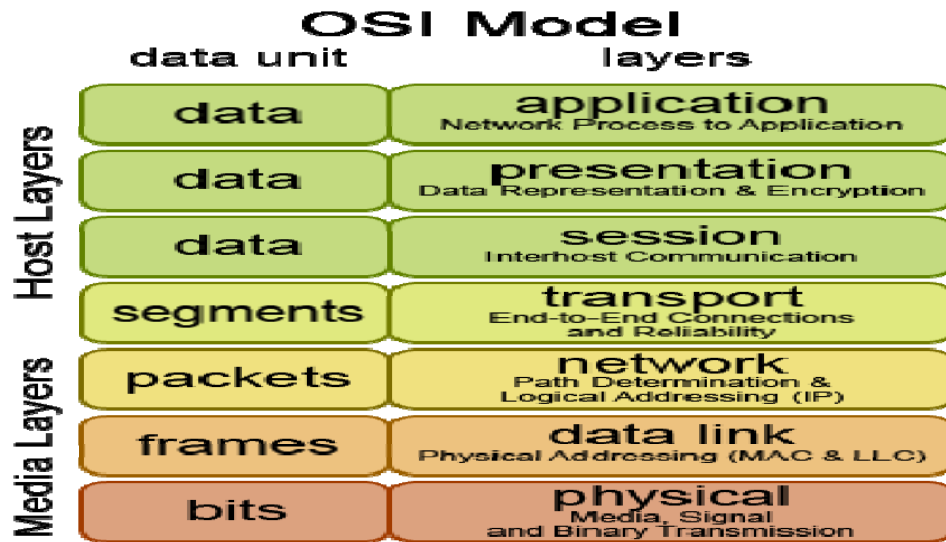 OSI Model
data unit layers
Host Layers
data
application
Network Process to Application
data
presentation
Data Representation & Encryption
data
session
Interhost Communication
segments
transport
End-to-End Connections
and Reliability
Media Layers
packets
network
Path Determination &
Logical Addressing (IP)
frames
data link
Physical Addressing (MAC & LLC)
bits
physical
Media, Signal
and Binary Transmission